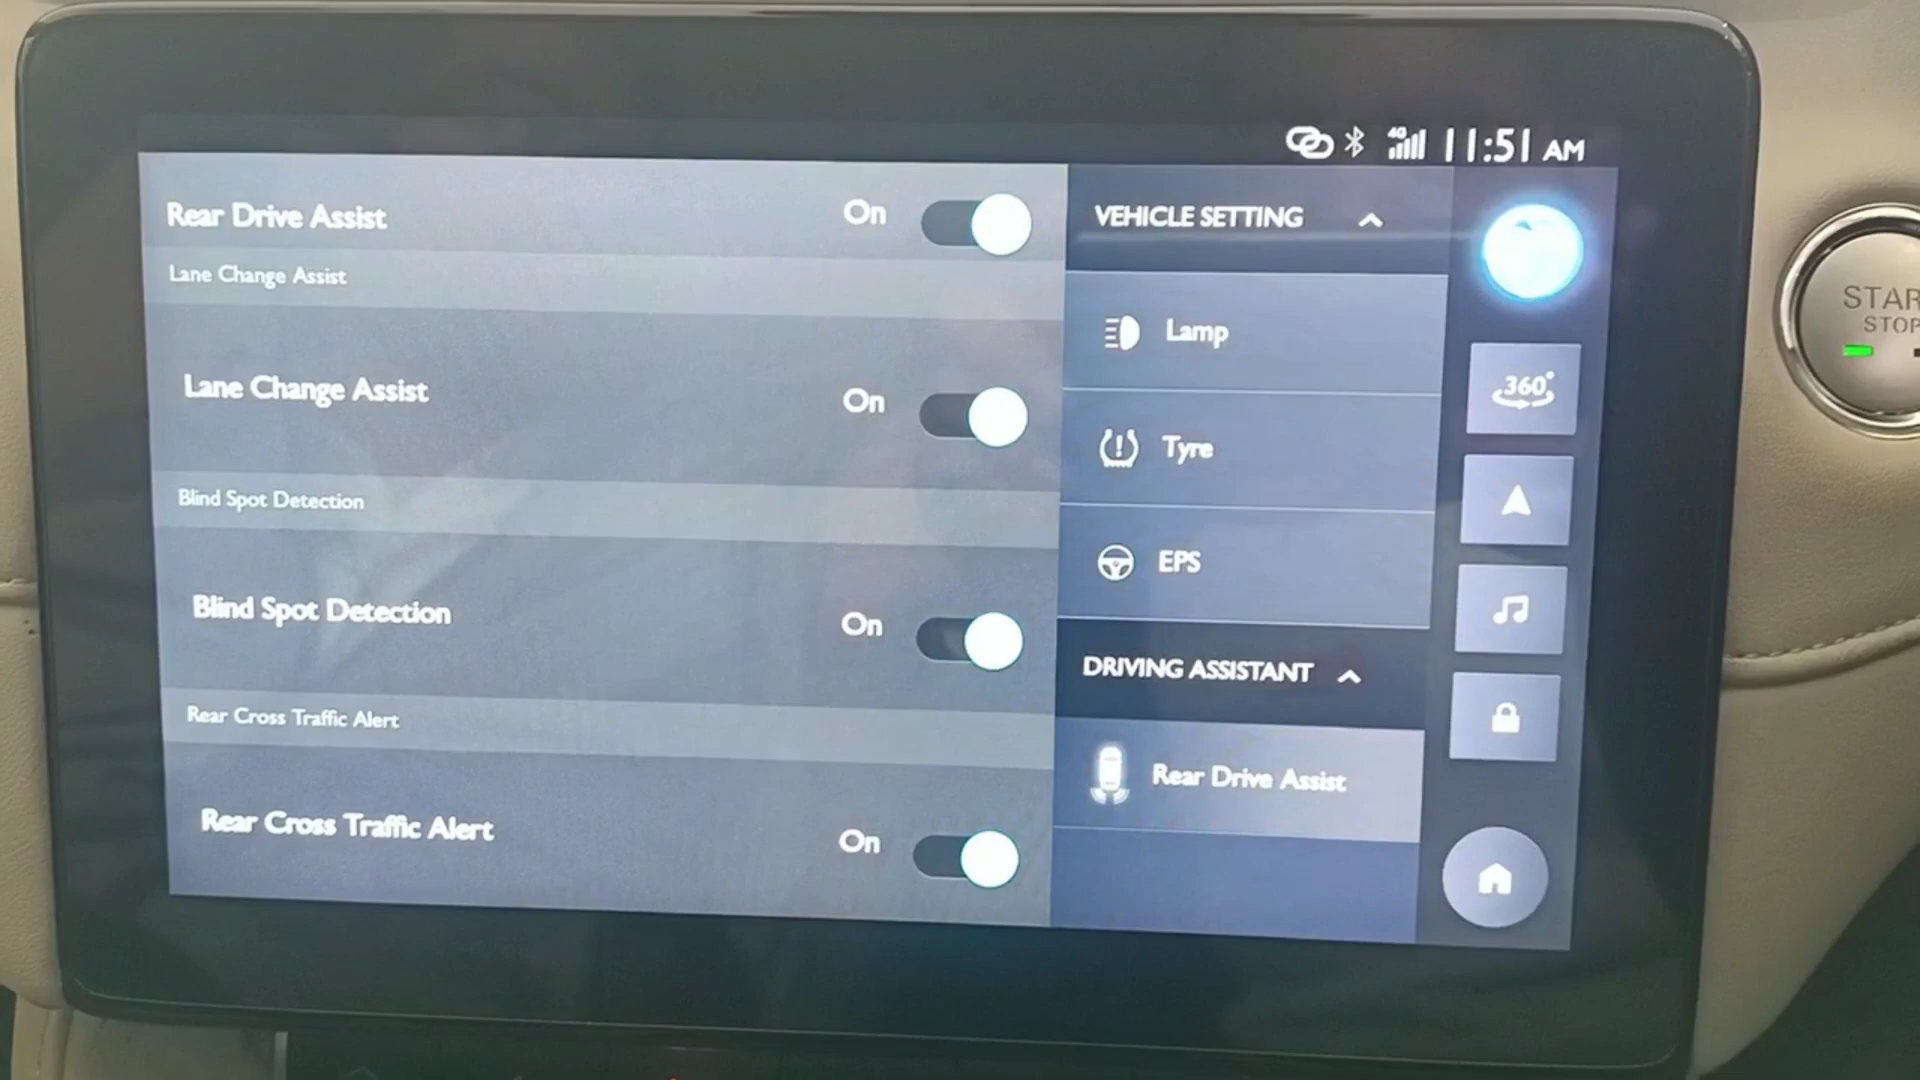 4G 11:51 AM
Rear Drive Assist On
Lane Change Assist
Lane Change Assist On
Blind Spot Detection
Blind Spot Detection On
Rear Cross Traffic Alert
Rear Cross Traffic Alert On
VEHICLE SETTING
Lamp
Tyre
EPS
DRIVING ASSISTANT
Rear Drive Assist
360°
STAR
STOP